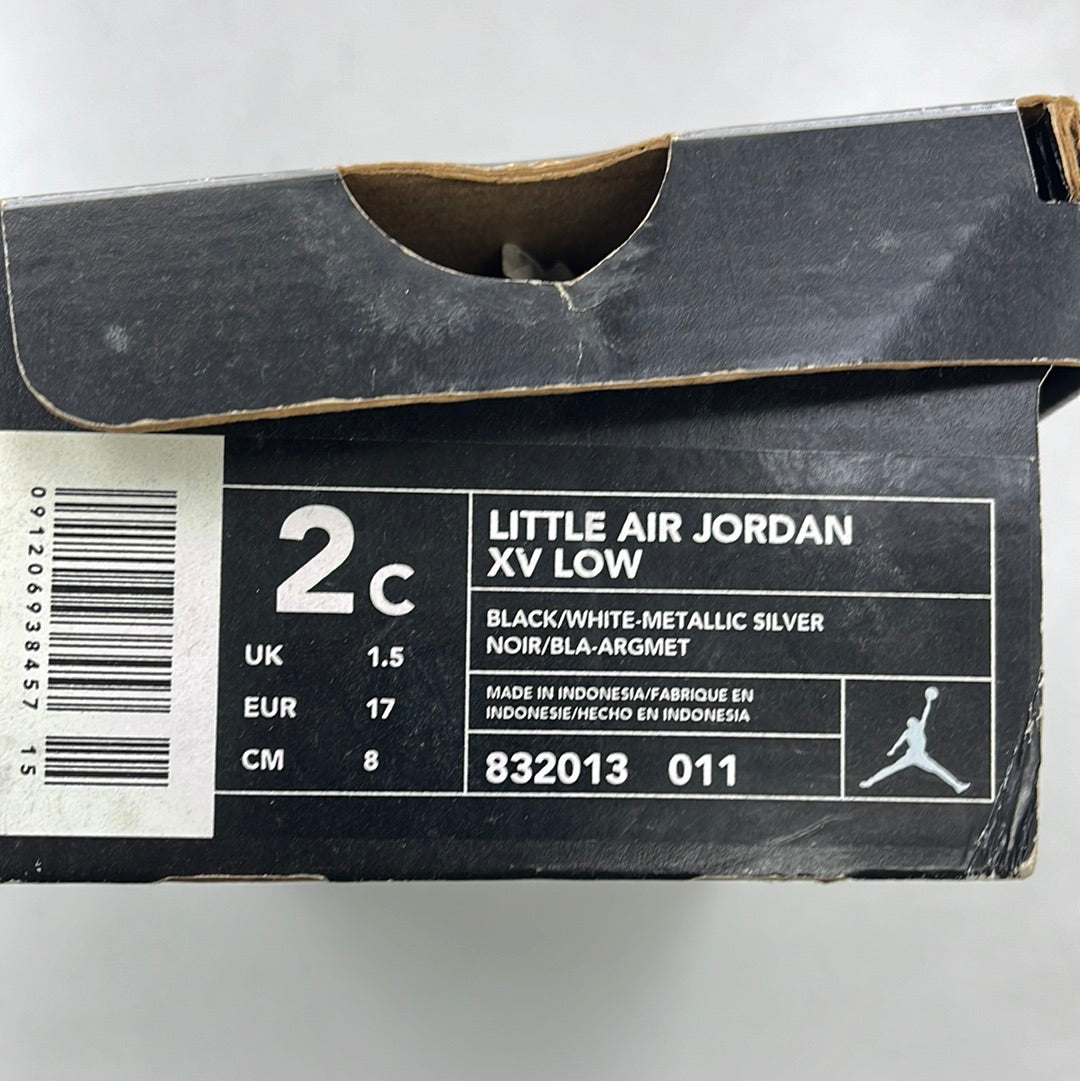 091206938457 15
2C
UK 1.5
EUR 17
CM 8
LITTLE AIR JORDAN
XV LOW
BLACK/WHITE-METALLIC SILVER
NOIR/BLA-ARGMET
MADE IN INDONESIA/FABRIQUE EN
INDONESIE/HECHO EN INDONESIA
832013 011